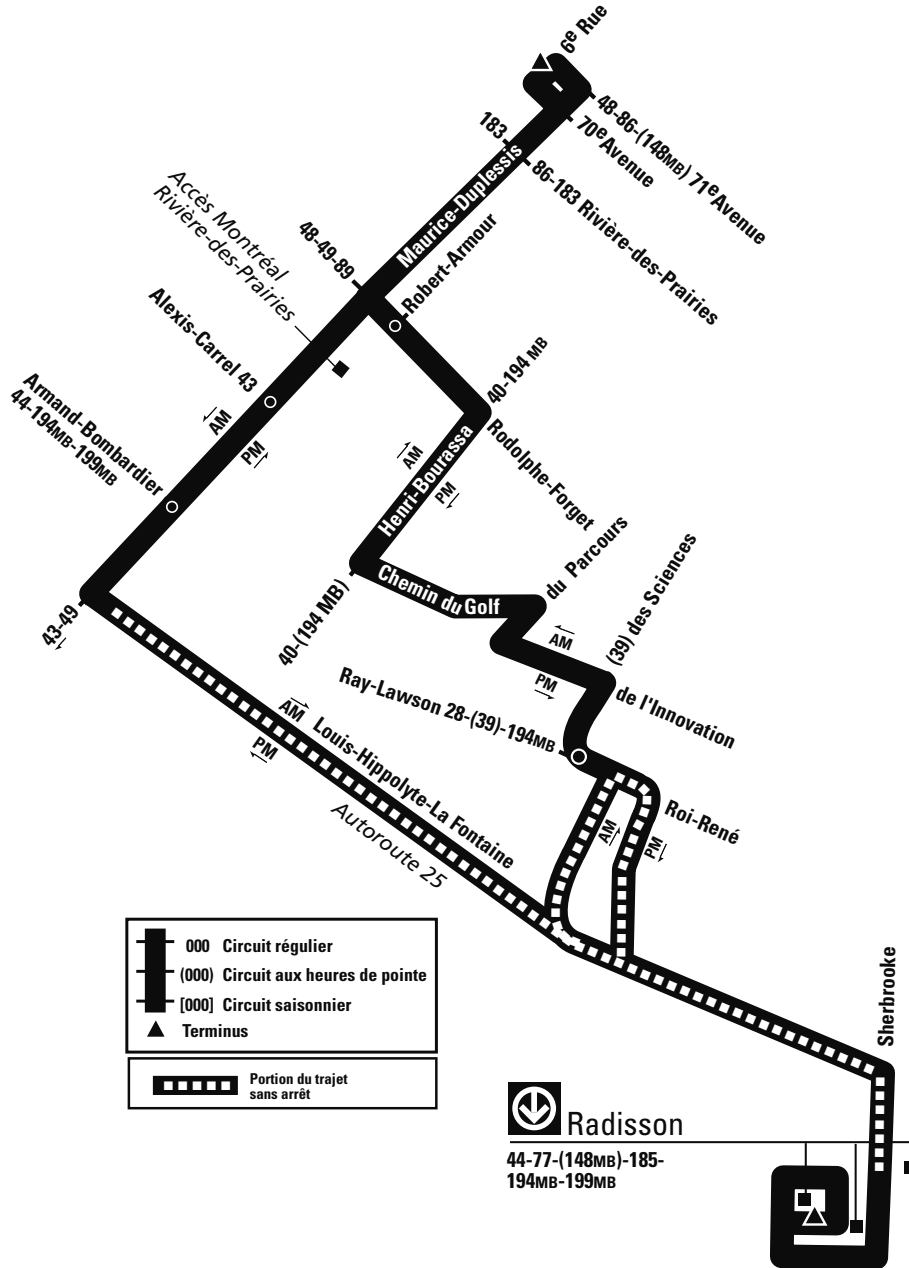 6e Rue
48-86-(148MB) 71e Avenue
70e Avenue
183
86-183 Rivière-des-Prairies
Maurice-Duplessis
Accès Montréal
Rivière-des-Prairies
48-49-89
Robert-Armour
Alexis-Carrel 43
40-194 MB
Armand-Bombardier
44-194MB-199MB
AM
PM
Rodolphe-Forget
AM
Henri-Bourassa
PM
du Parcours
Chemin du Golf
(39) des Sciences
43-49
40-(194 MB)
AM
PM
de l'Innovation
Ray-Lawson 28-(39)-194MB
AM
Louis-Hippolyte-La Fontaine
PM
Autoroute 25
Roi-René
AM
PM
000 Circuit régulier
(000) Circuit aux heures de pointe
[000] Circuit saisonnier
Terminus
Portion du trajet
sans arrêt
Sherbrooke
Radisson
44-77-(148MB)-185-
194MB-199MB